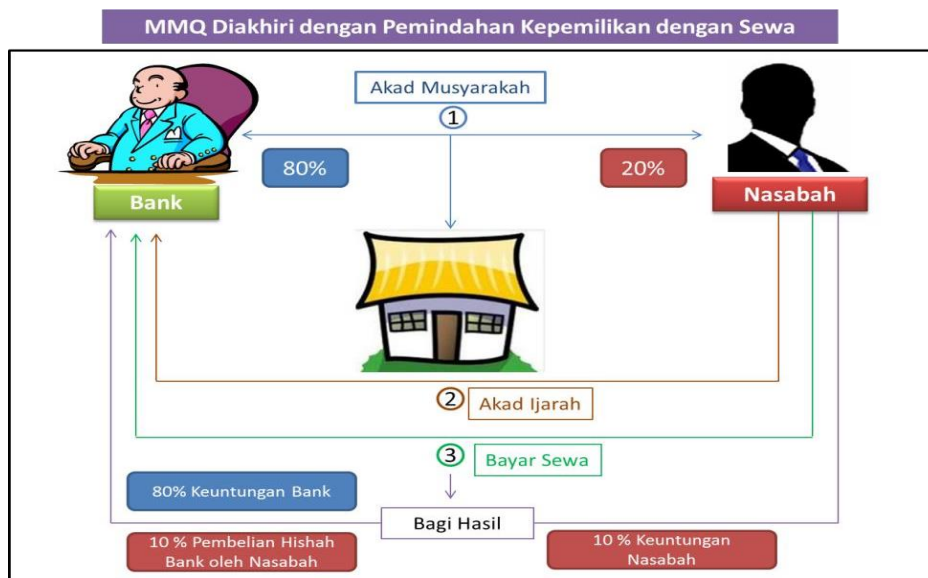 MMQ Diakhiri dengan Pemindahan Kepemilikan dengan Sewa
Akad Musyarakah
1
80%
20%
Bank
Nasabah
2
Akad Ijarah
3
Bayar Sewa
80% Keuntungan Bank
Bagi Hasil
10 % Pembelian Hishah
Bank oleh Nasabah
10 % Keuntungan
Nasabah